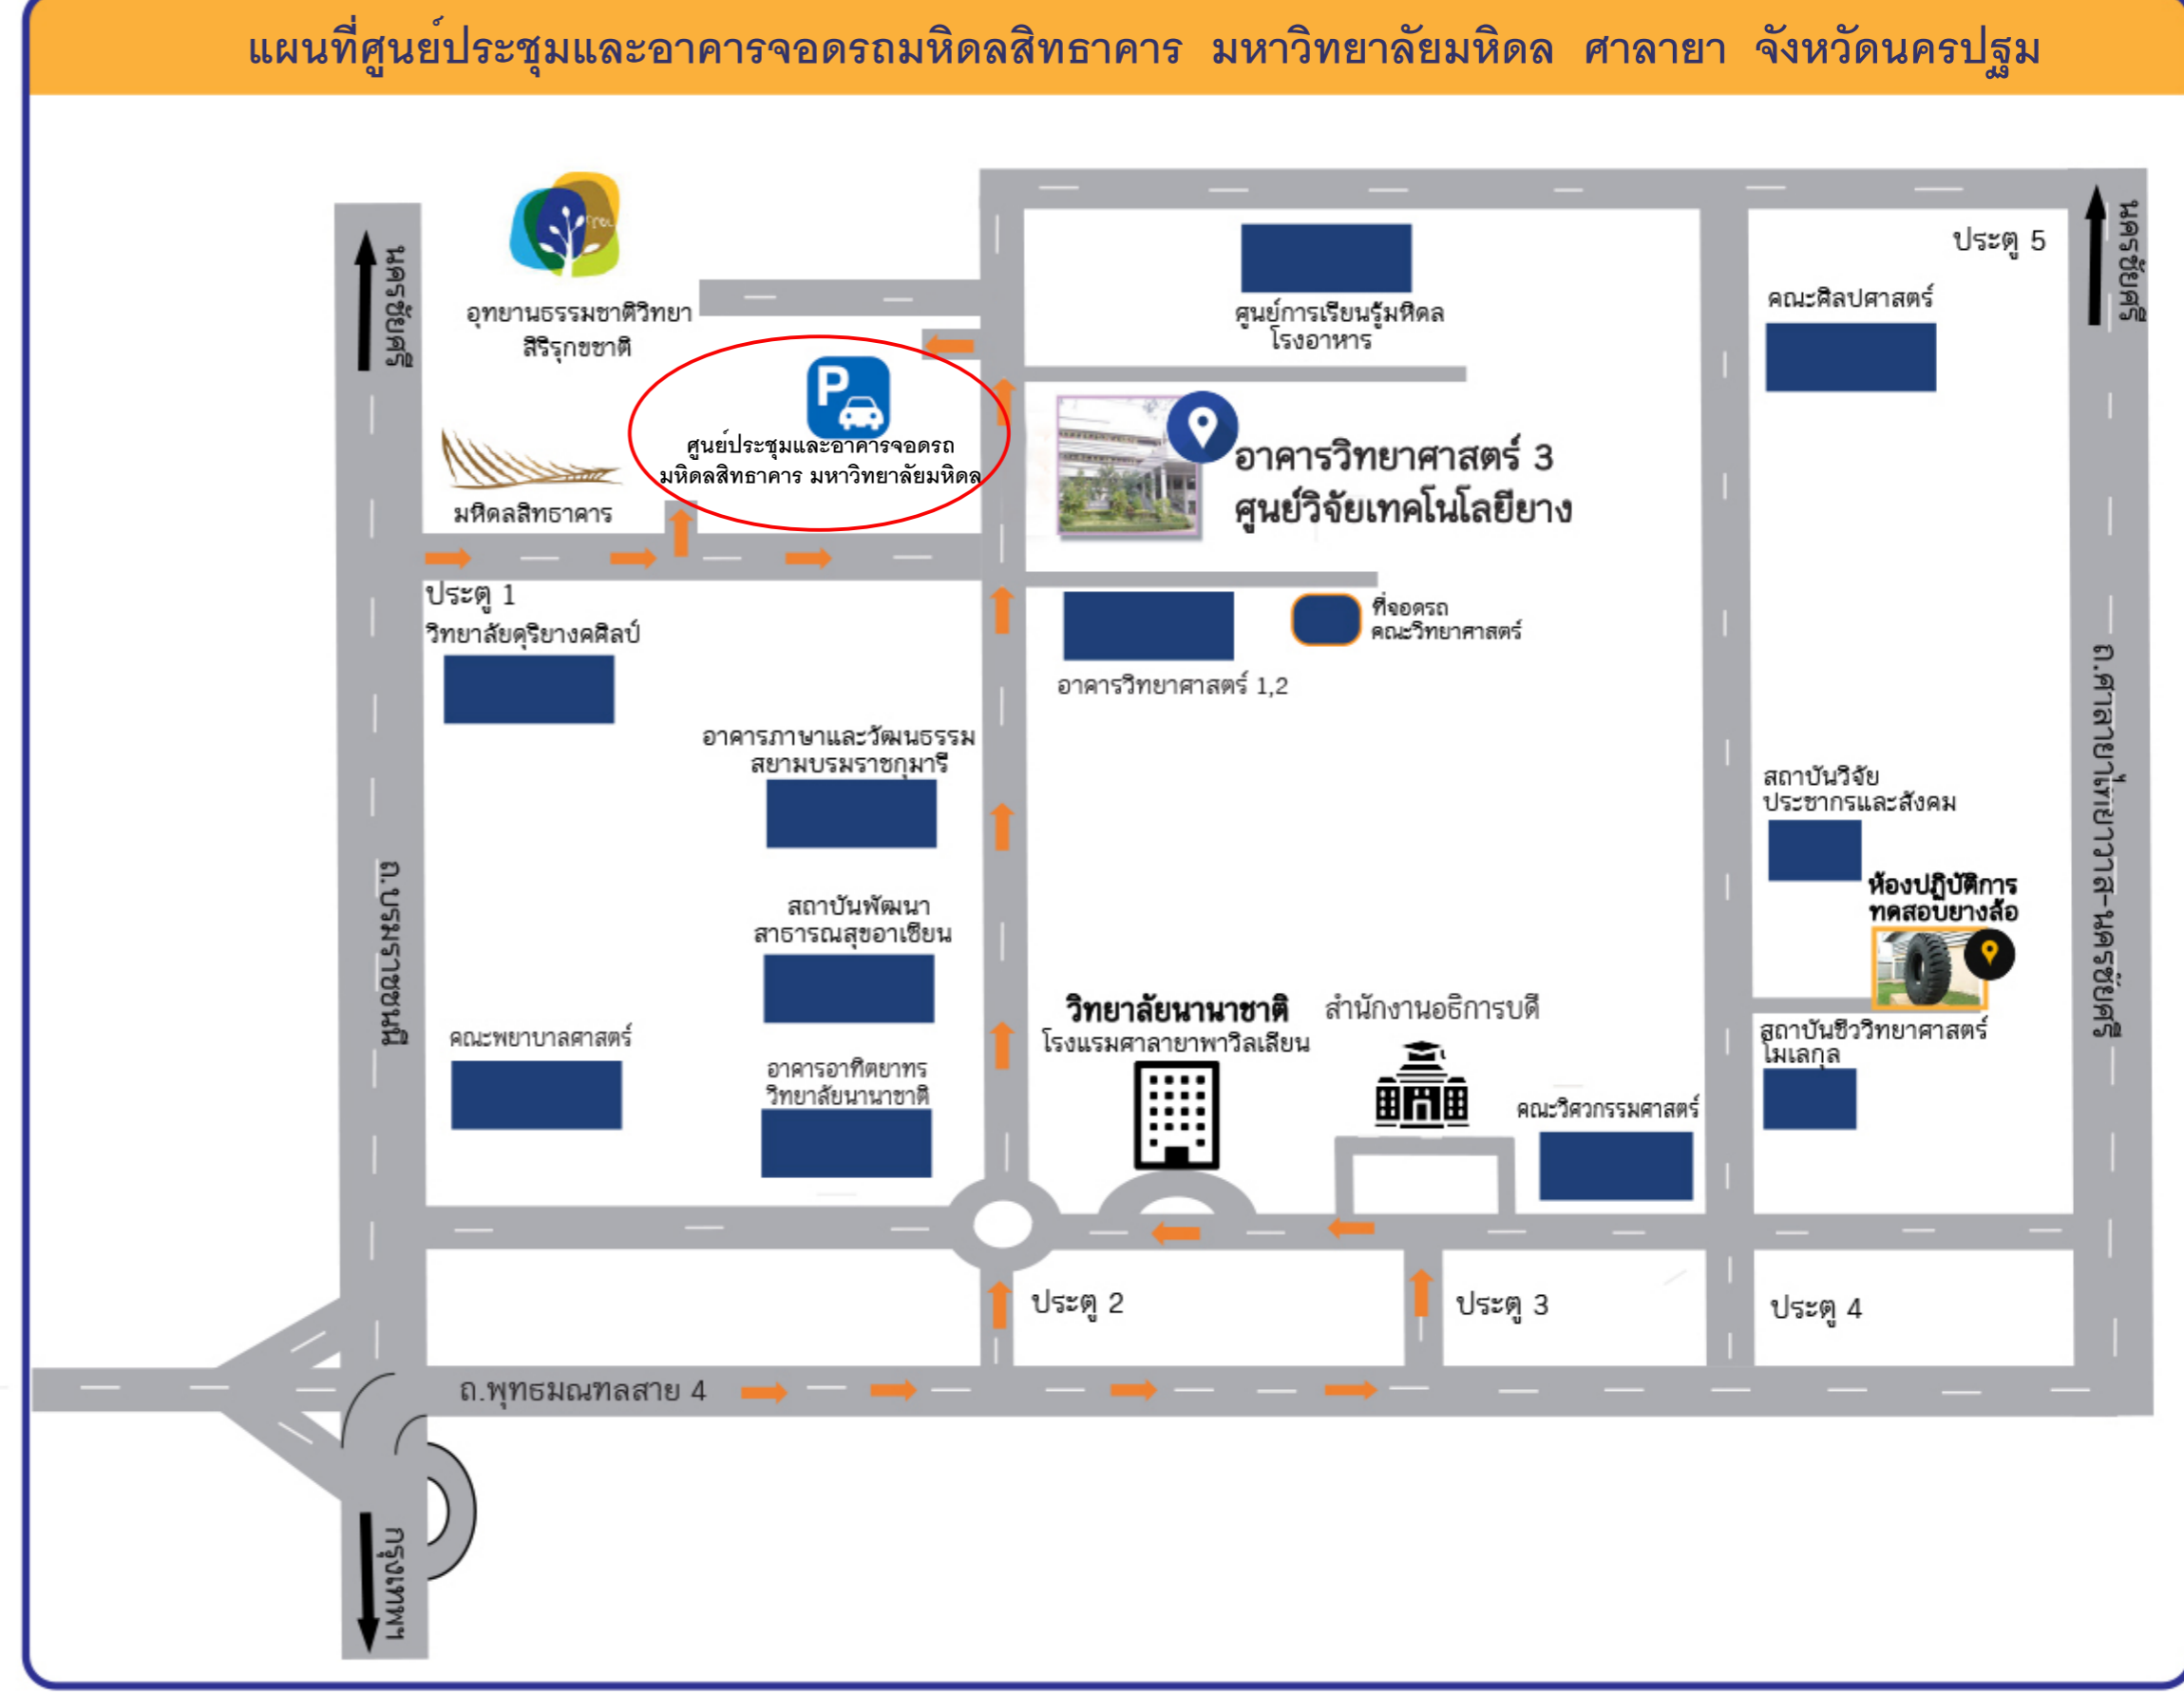 แผนที่ศูนย์ประชุมและอาคารจอดรถมหิดลสิทธาคาร มหาวิทยาลัยมหิดล ศาลายา จังหวัดนครปฐม
นครชัยศรี
อุทยานธรรมชาติวิทยา
สิริรุกขชาติ
ศูนย์การเรียนรู้มหิดล
โรงอาหาร
ประตู 5
นครชัยศรี
คณะศิลปศาสตร์
P
ศูนย์ประชุมและอาคารจอดรถ
มหิดลสิทธาคาร มหาวิทยาลัยมหิดล
มหิดลสิทธาคาร
อาคารวิทยาศาสตร์ 3
ศูนย์วิจัยเทคโนโลยียาง
ประตู 1
วิทยาลัยดุริยางคศิลป์
ที่จอดรถ
คณะวิทยาศาสตร์
อาคารวิทยาศาสตร์ 1,2
อาคารภาษาและวัฒนธรรม
สยามบรมราชกุมารี
ถ.ศาลายาไทยาวาส-นครชัยศรี
สถาบันวิจัย
ประชากรและสังคม
ถ.บรมราชชนนี
สถาบันพัฒนา
สาธารณสุขอาเซียน
ห้องปฏิบัติการ
ทดสอบยางล้อ
วิทยาลัยนานาชาติ
โรงแรมศาลายาพาวิลเลียน
สำนักงานอธิการบดี
คณะพยาบาลศาสตร์
อาคารอาทิตยาทร
วิทยาลัยนานาชาติ
สถาบันชีววิทยาศาสตร์
โมเลกุล
คณะวิศวกรรมศาสตร์
ประตู 2
ประตู 3
ประตู 4
ถ.พุทธมณฑลสาย 4
กรุงเทพฯ